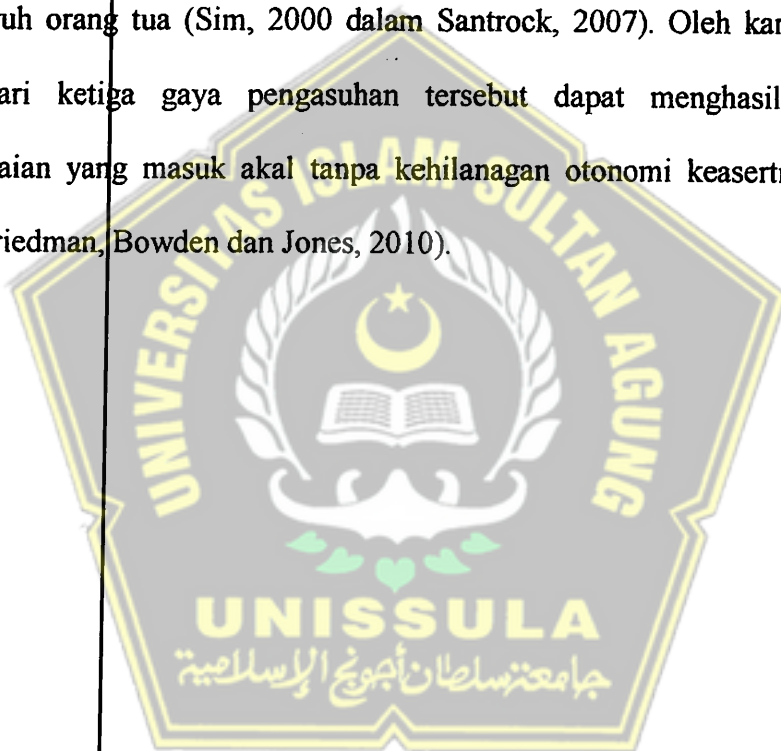 uh orang tua (Sim, 2000 dalam Santrock, 2007). Oleh kar
ari ketiga gaya pengasuhan tersebut dapat menghasil
aian yang masuk akal tanpa kehilanagan otonomi keasert
riedman, Bowden dan Jones, 2010).
UNIVERSITAS ISLAM SULTAN AGUNG
UNISSULA
جامعة سلطان أجونج الإسلامية